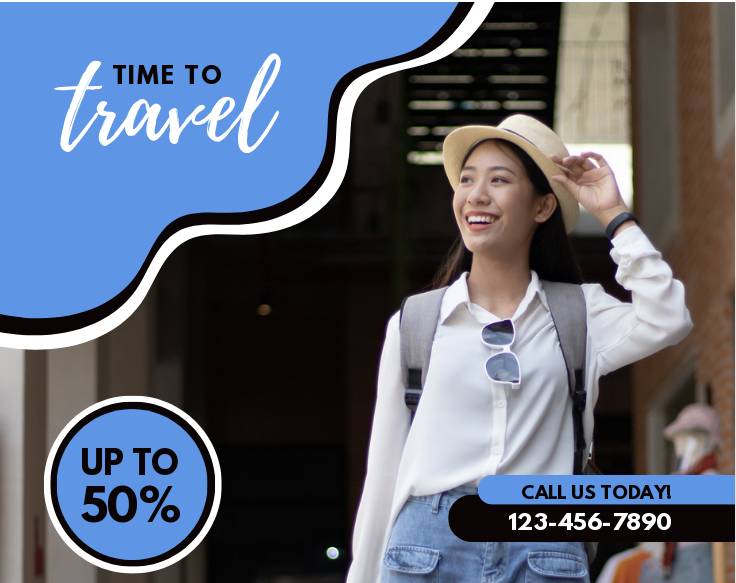 TIME TO
travel
UP TO
50%
CALL US TODAY!
123-456-7890